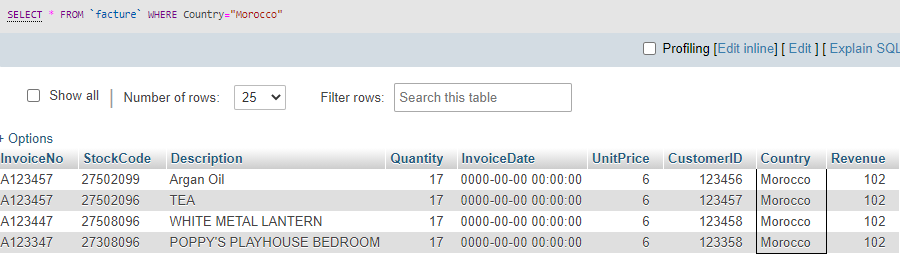 SELECT * FROM `facture` WHERE Country="Morocco"
Profiling [Edit inline] [ Edit ] [ Explain SQL
Show all | Number of rows: 25 Filter rows: Search this table
+ Options
InvoiceNo StockCode Description Quantity InvoiceDate UnitPrice CustomerID Country Revenue
A123457 27502099 Argan Oil 17 0000-00-00 00:00:00 6 123456 Morocco 102
A123457 27502096 TEA 17 0000-00-00 00:00:00 6 123457 Morocco 102
A123447 27508096 WHITE METAL LANTERN 17 0000-00-00 00:00:00 6 123458 Morocco 102
A123347 27308096 POPPY'S PLAYHOUSE BEDROOM 17 0000-00-00 00:00:00 6 123358 Morocco 102